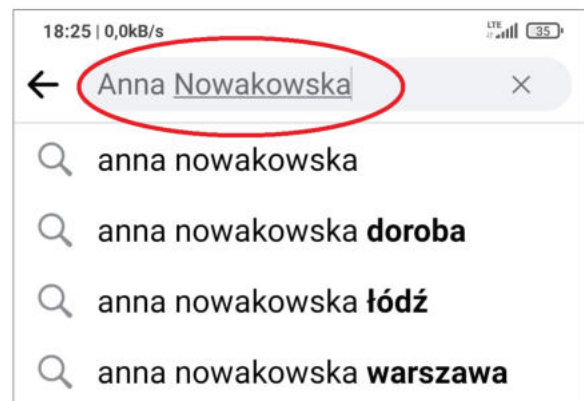 18:25 | 0,0kB/s LTE 35
Anna Nowakowska
anna nowakowska
anna nowakowska doroba
anna nowakowska łódź
anna nowakowska warszawa